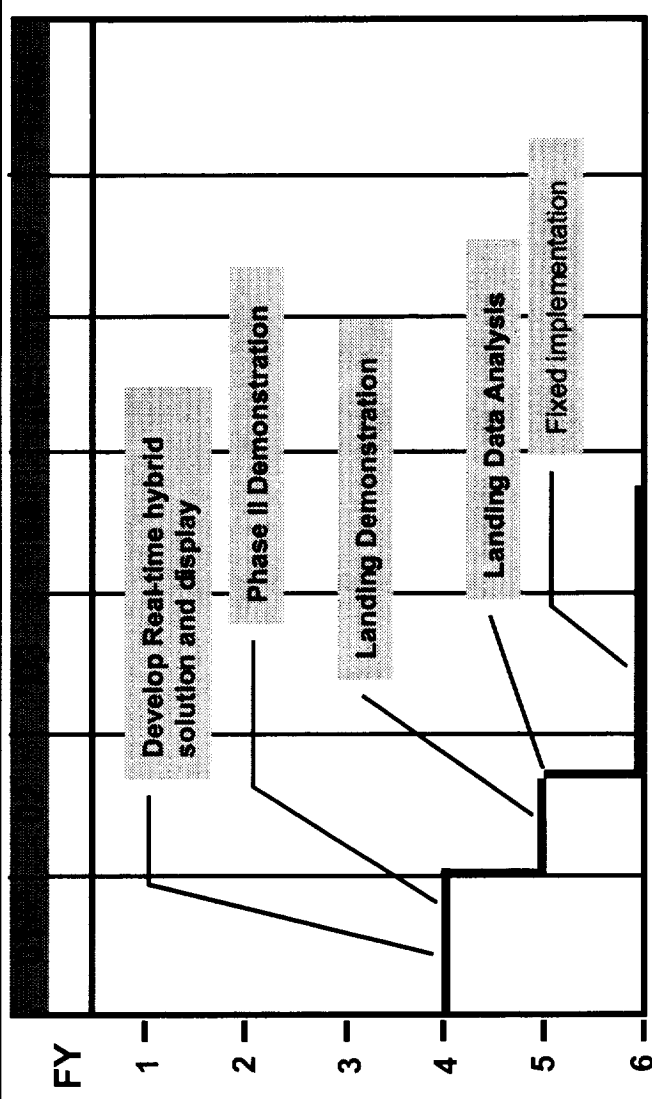 FY
1
2
3
4
5
6
Develop Real-time hybrid
solution and display
Phase II Demonstration
Landing Demonstration
Landing Data Analysis
Fixed Implementation